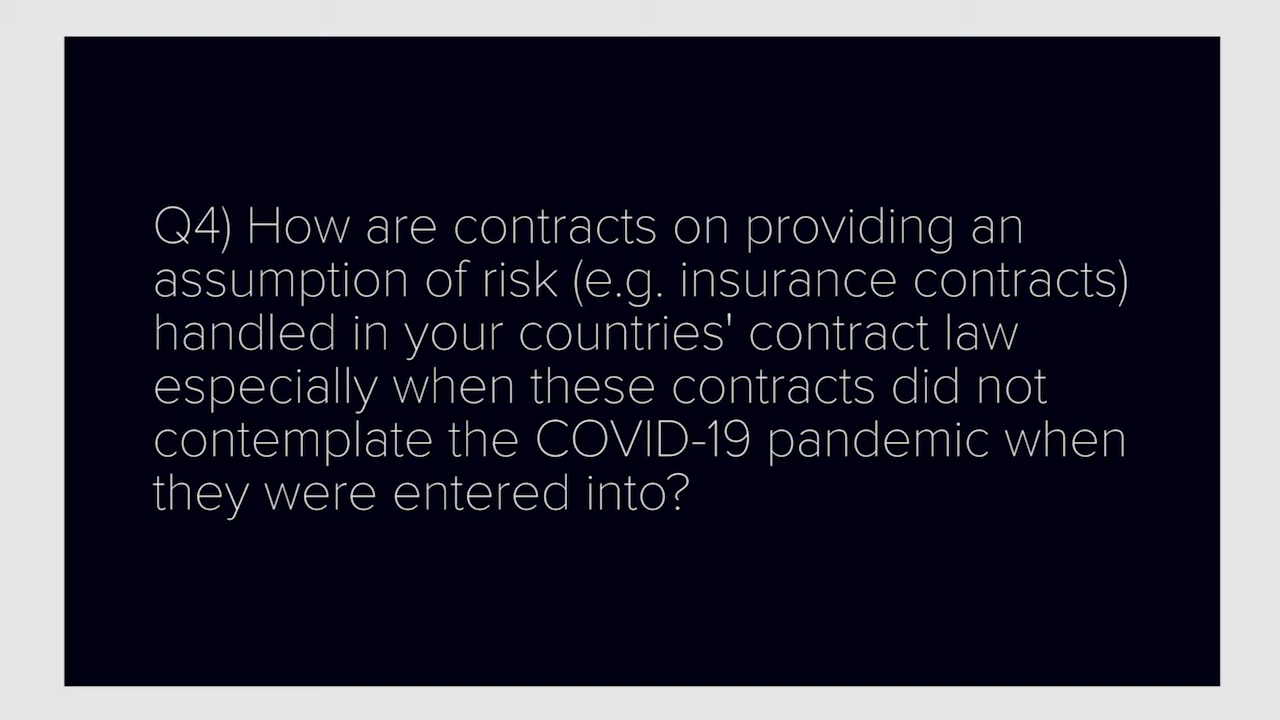 Q4) How are contracts on providing an
assumption of risk (e.g. insurance contracts)
handled in your countries' contract law
especially when these contracts did not
contemplate the COVID-19 pandemic when
they were entered into?